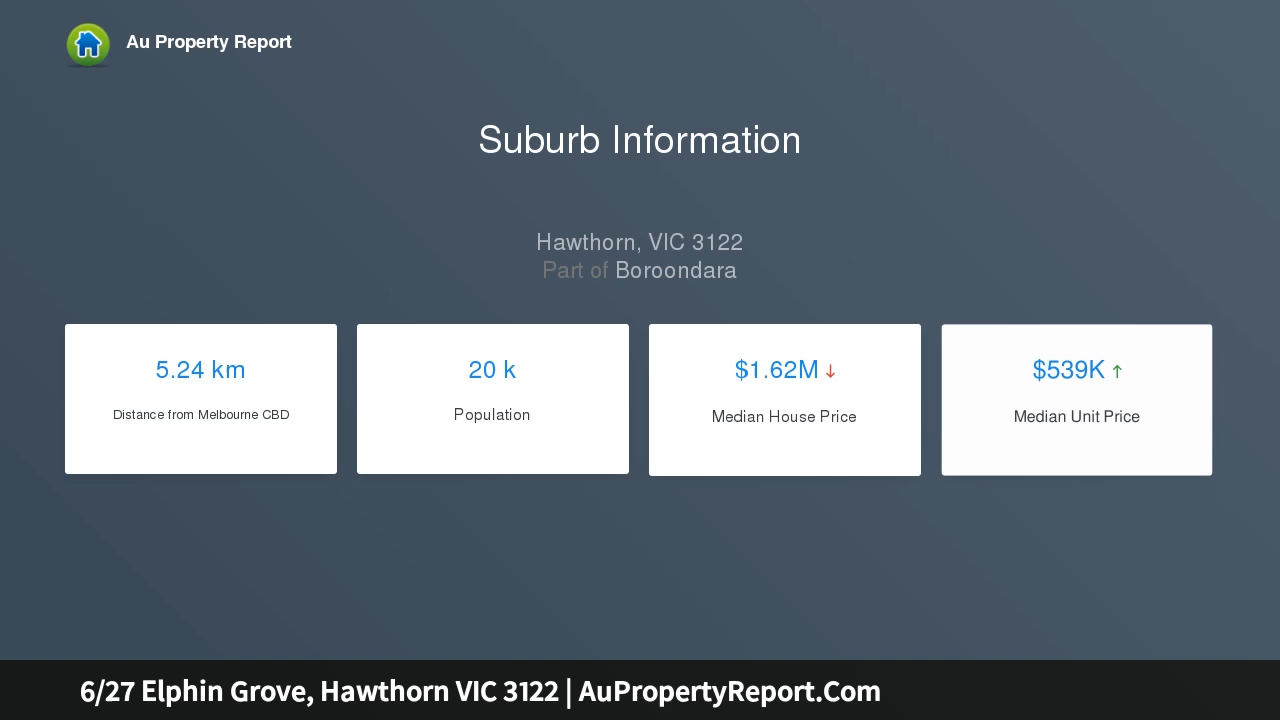 Au Property Report
Suburb Information
Hawthorn, VIC 3122
Part of Boroondara
5.24 km
Distance from Melbourne CBD
20 k
Population
$1.62M ↓
Median House Price
$539K ↑
Median Unit Price
6/27 Elphin Grove, Hawthorn VIC 3122 | AuPropertyReport.Com